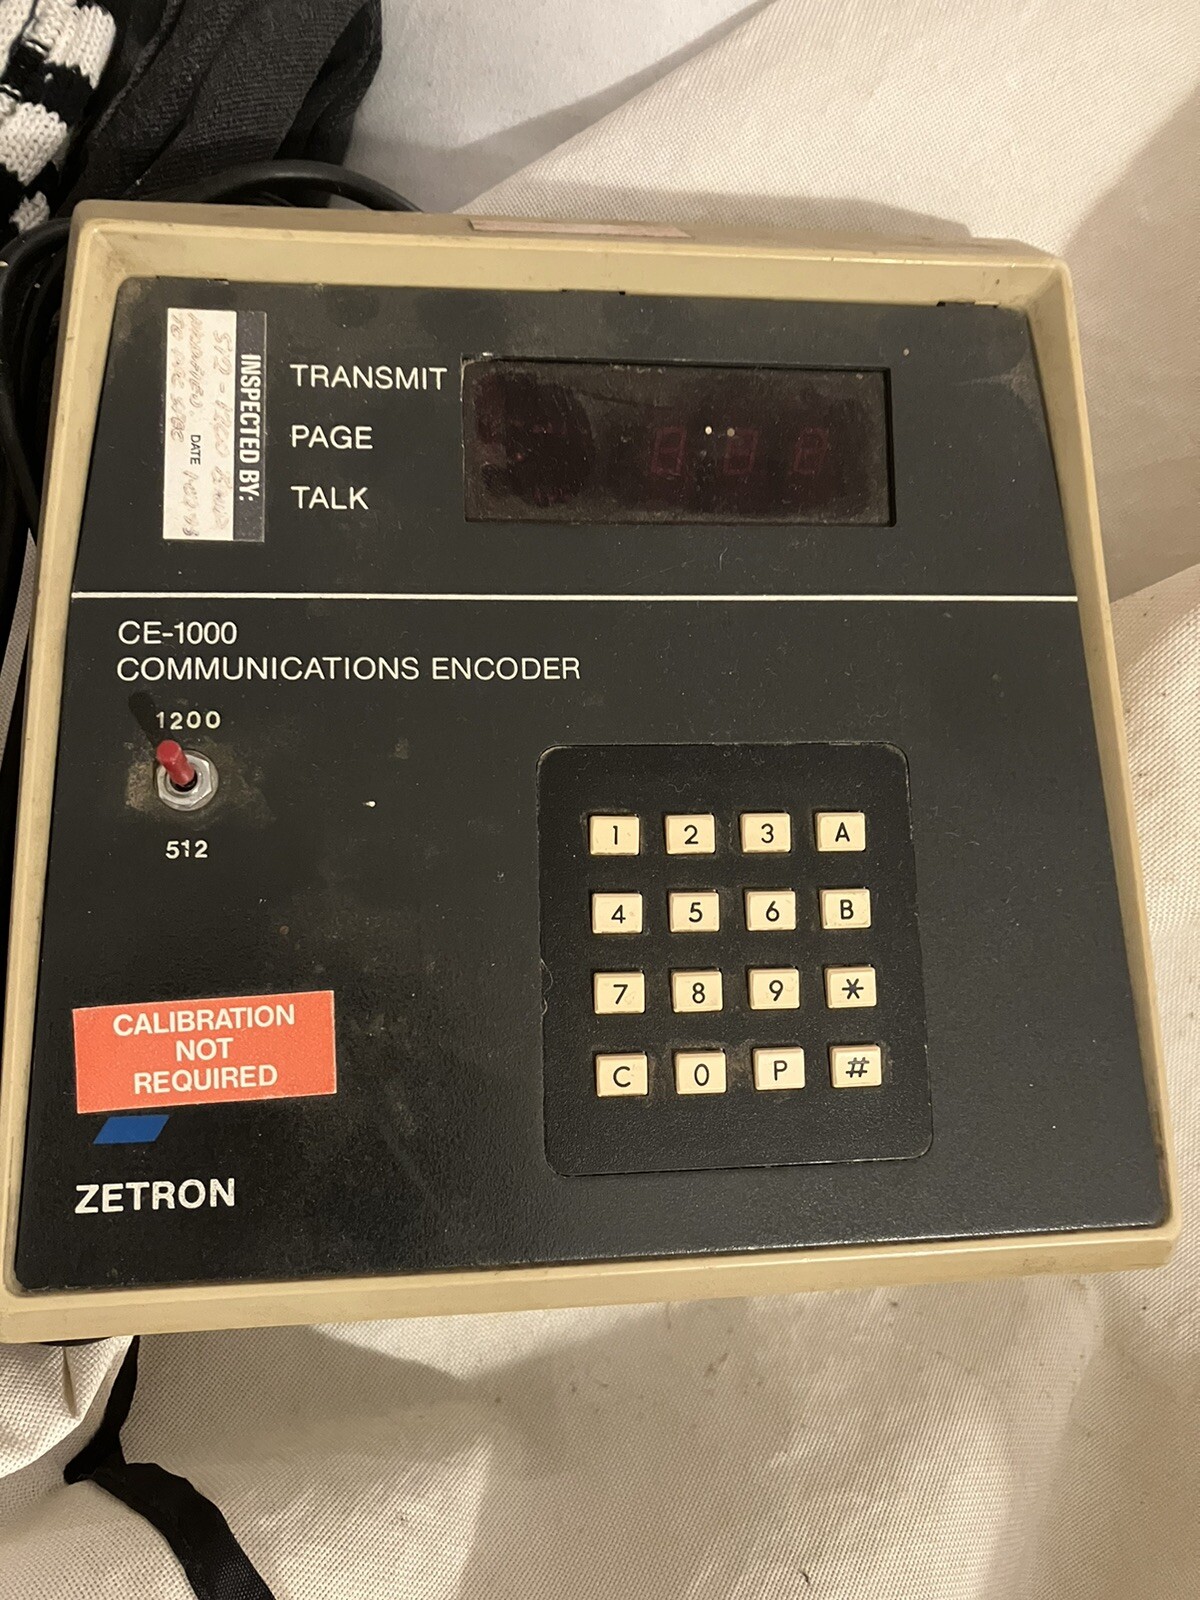 INSPECTED BY:
DATE
TRANSMIT
PAGE
TALK
CE-1000
COMMUNICATIONS ENCODER
1200
512
1 2 3 A
4 5 6 B
7 8 9 *
C 0 P #
CALIBRATION
NOT
REQUIRED
ZETRON